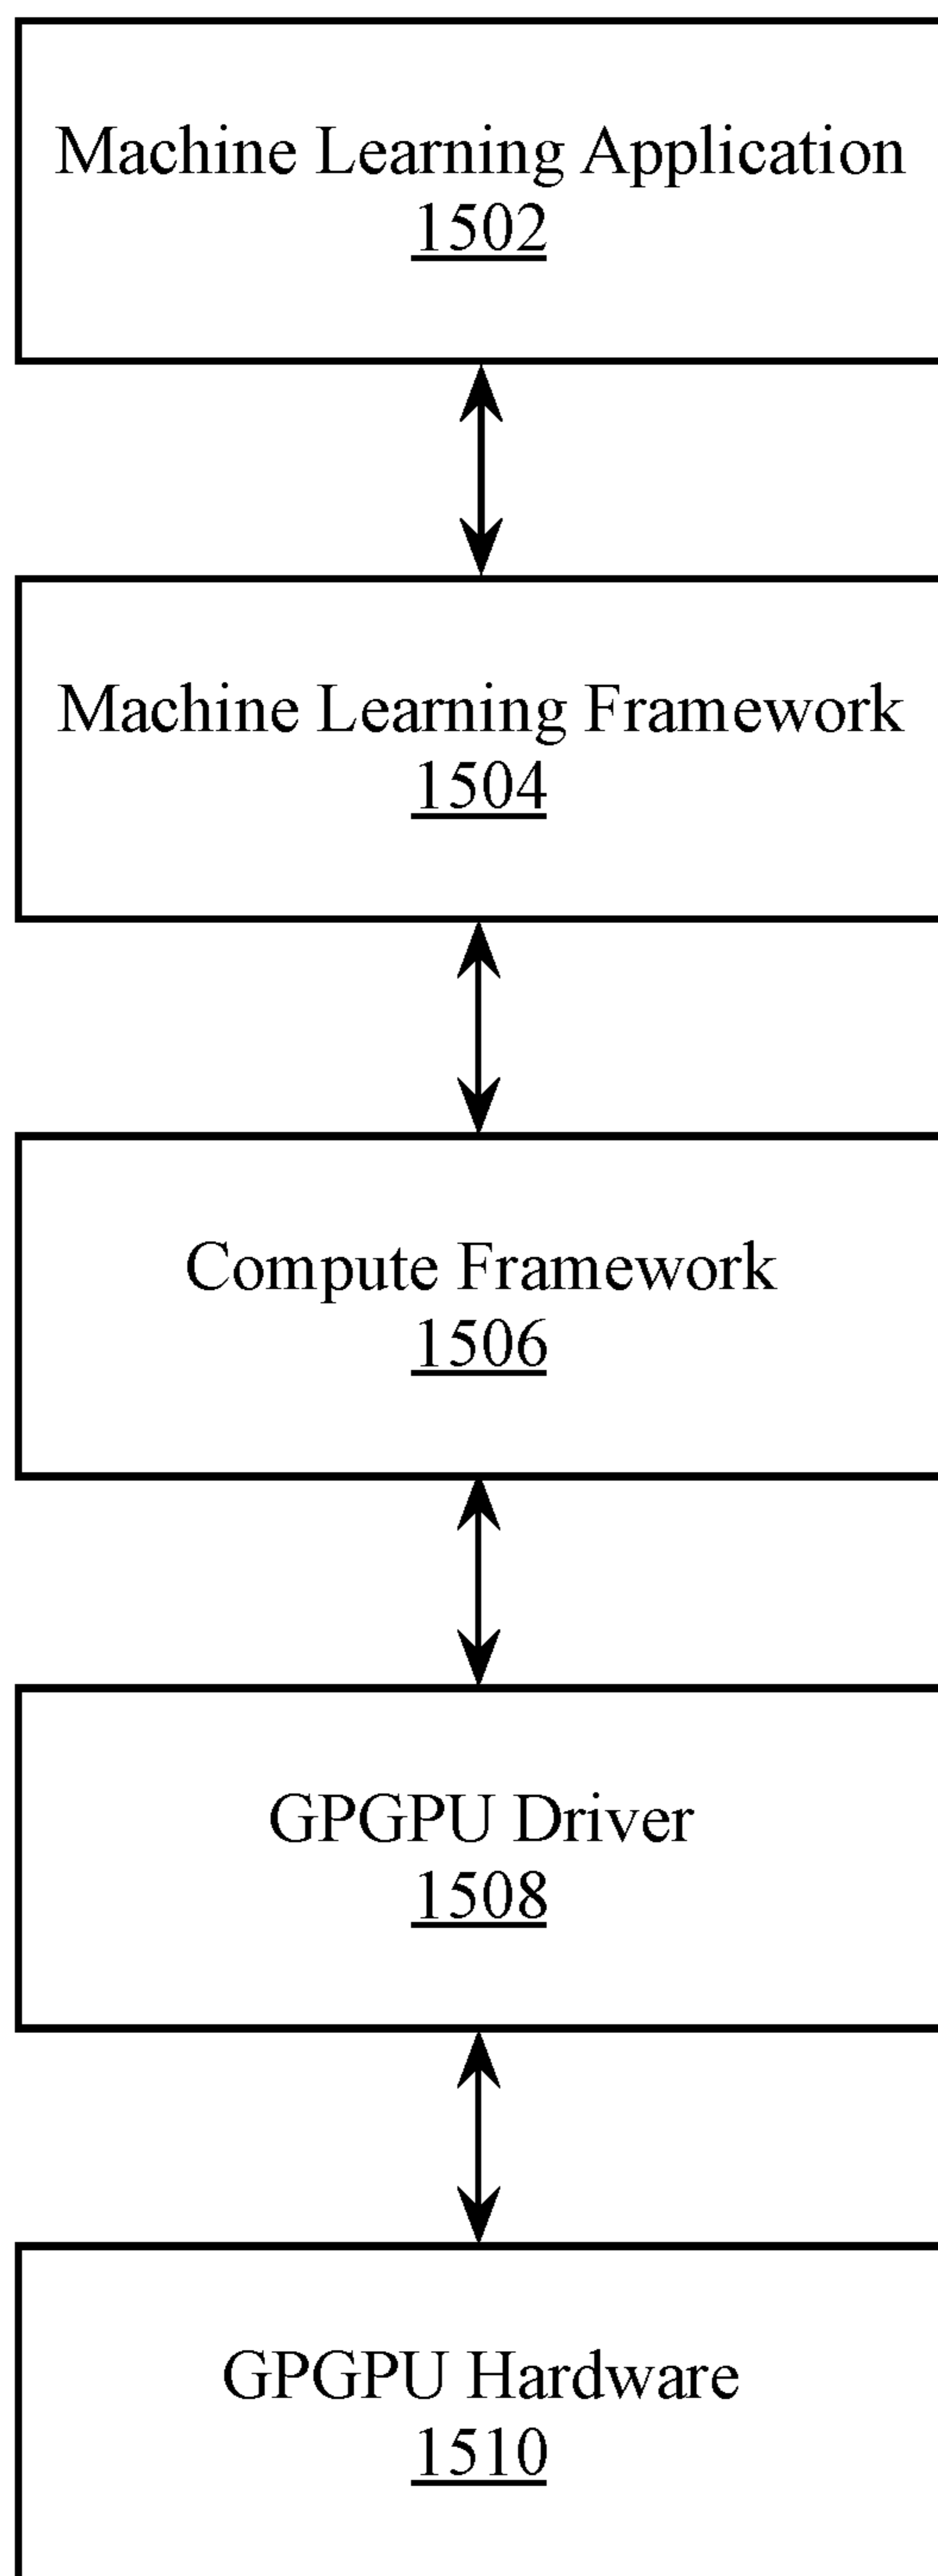 Machine Learning Application
1502
Machine Learning Framework
1504
Compute Framework
1506
GPGPU Driver
1508
GPGPU Hardware
1510